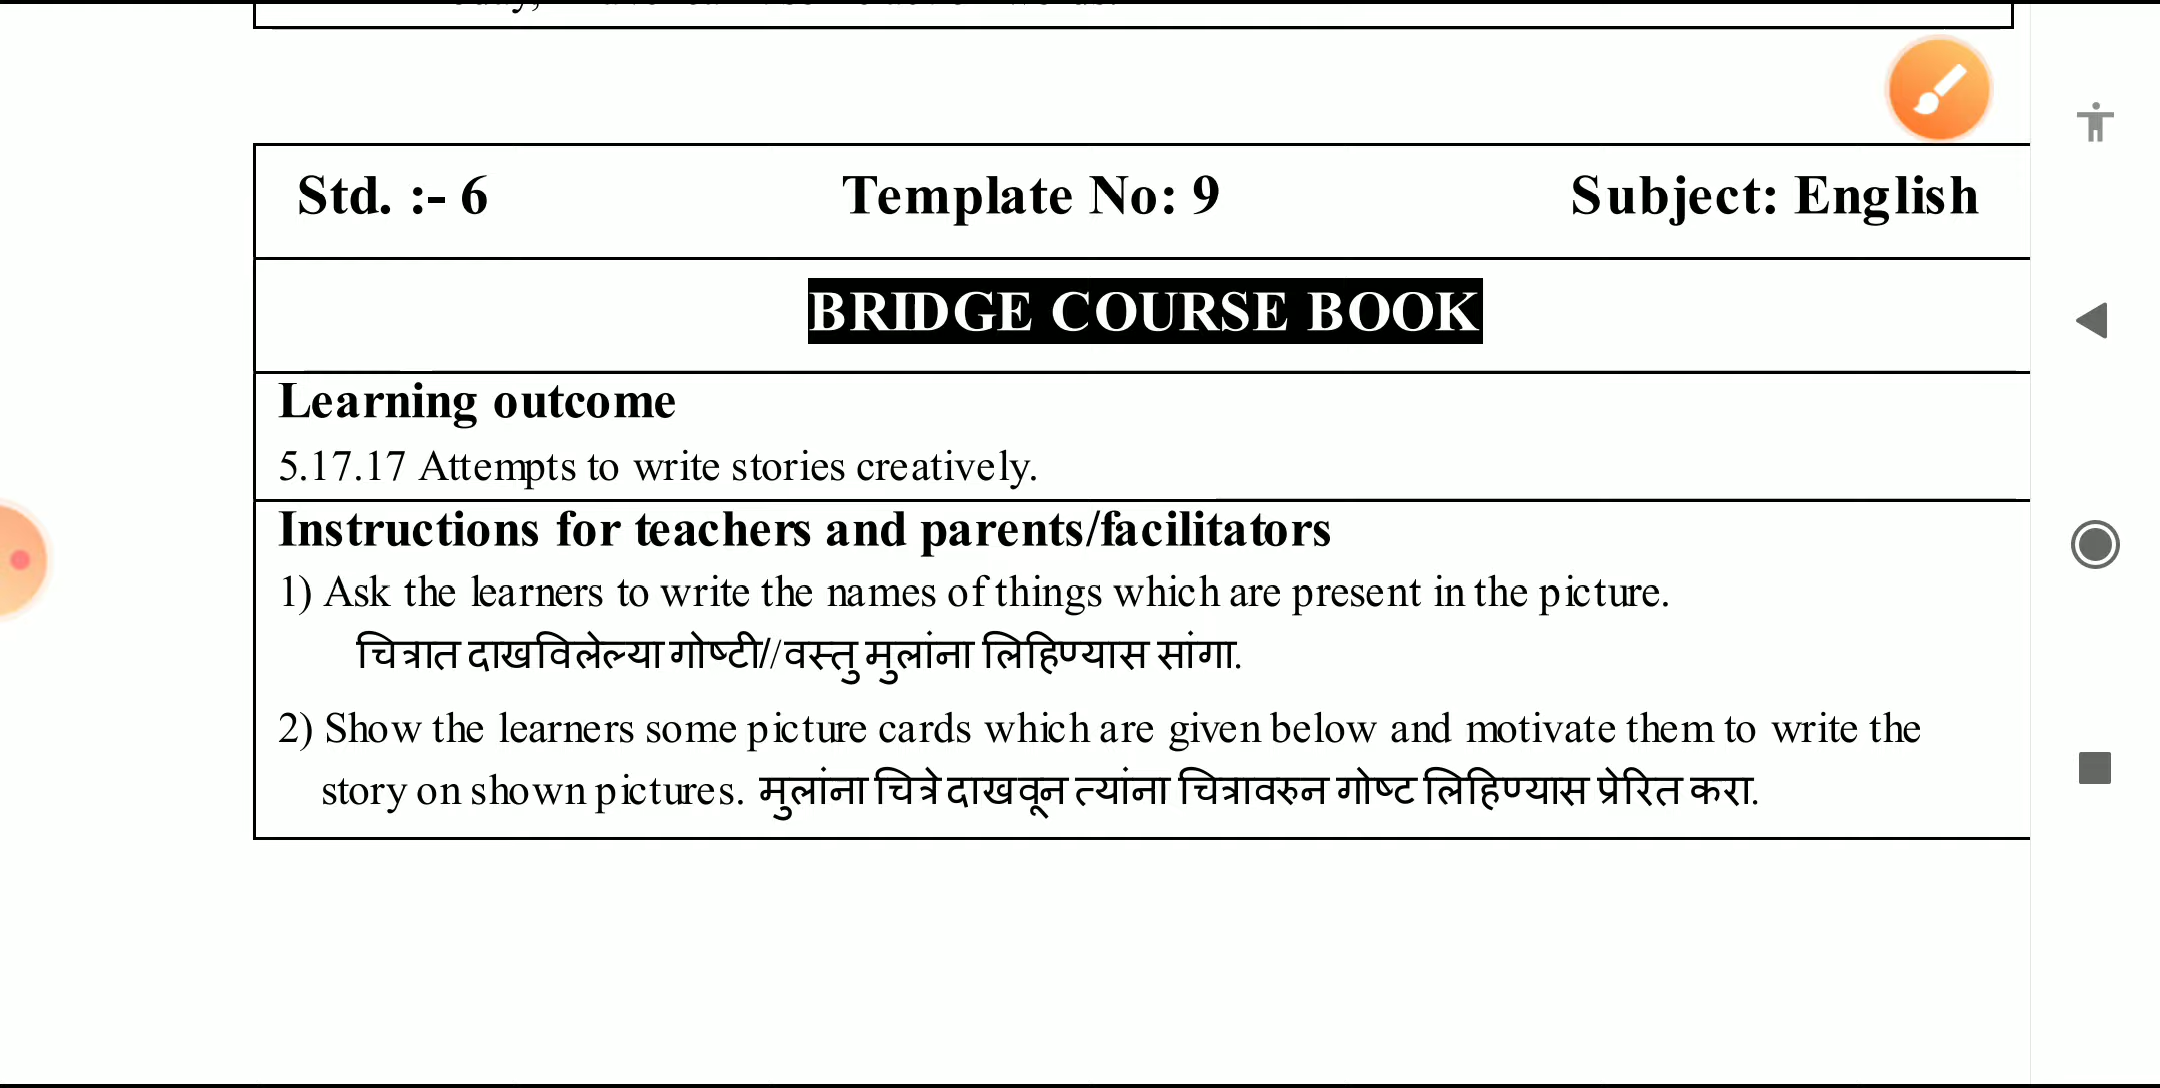 Std. :- 6 Template No: 9 Subject: English
BRIDGE COURSE BOOK
Learning outcome
5.17.17 Attempts to write stories creatively.
Instructions for teachers and parents/facilitators
1) Ask the learners to write the names of things which are present in the picture.
चित्रात दाखविलेल्या गोष्टी//वस्तु मुलांना लिहिण्यास सांगा.
2) Show the learners some picture cards which are given below and motivate them to write the
story on shown pictures. मुलांना चित्रे दाखवून त्यांना चित्रावरुन गोष्ट लिहिण्यास प्रेरित करा.